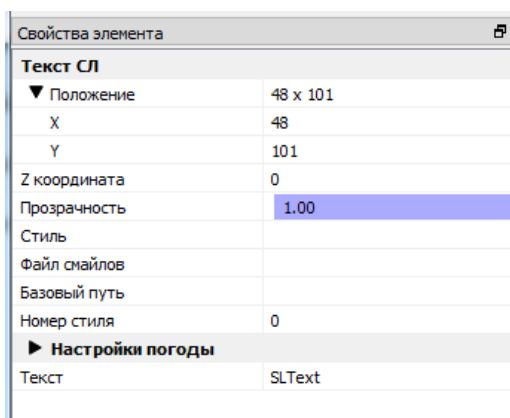 Свойства элемента
Текст СЛ
Положение 48 x 101
X 48
Y 101
Z координата 0
Прозрачность 1.00
Стиль
Файл смайлов
Базовый путь
Номер стиля 0
Настройки погоды
Текст SLText